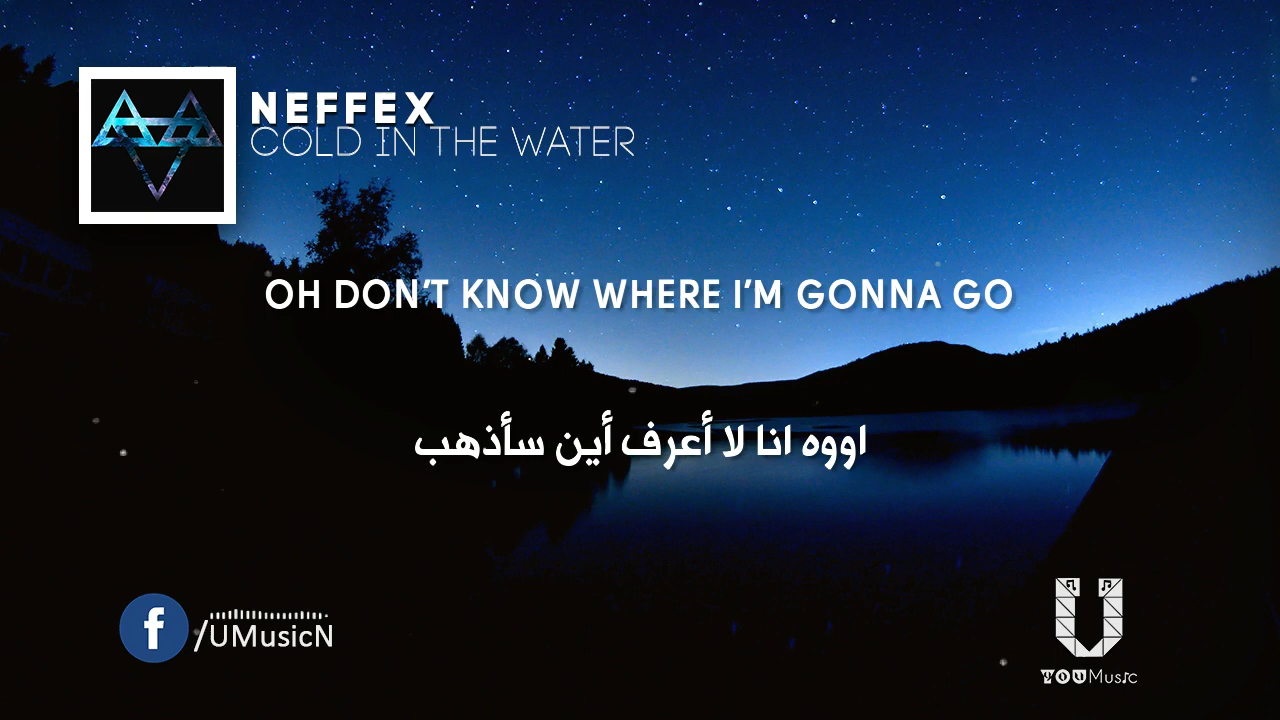 NEFFEX
COLD IN THE WATER
OH DON'T KNOW WHERE I'M GONNA GO
اووه انا لا أعرف أين سأذهب
f /UMusicN
U
YOUMusic